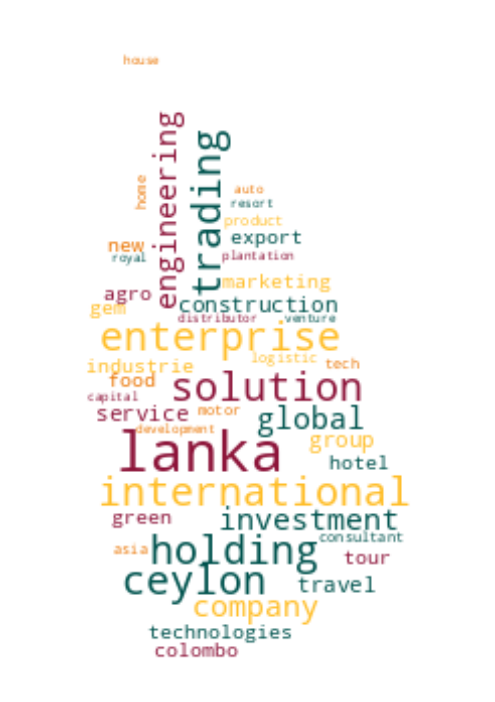 house
engineering
trading
home
auto
resort
product
new
export
royal
plantation
marketing
agro
construction
gem
distributor
venture
enterprise
logistic
industrie
tech
food
solution
capital
service
motor
global
development
group
lanka
hotel
international
green
investment
consultant
asia
holding
tour
ceylon
travel
company
technologies
colombo